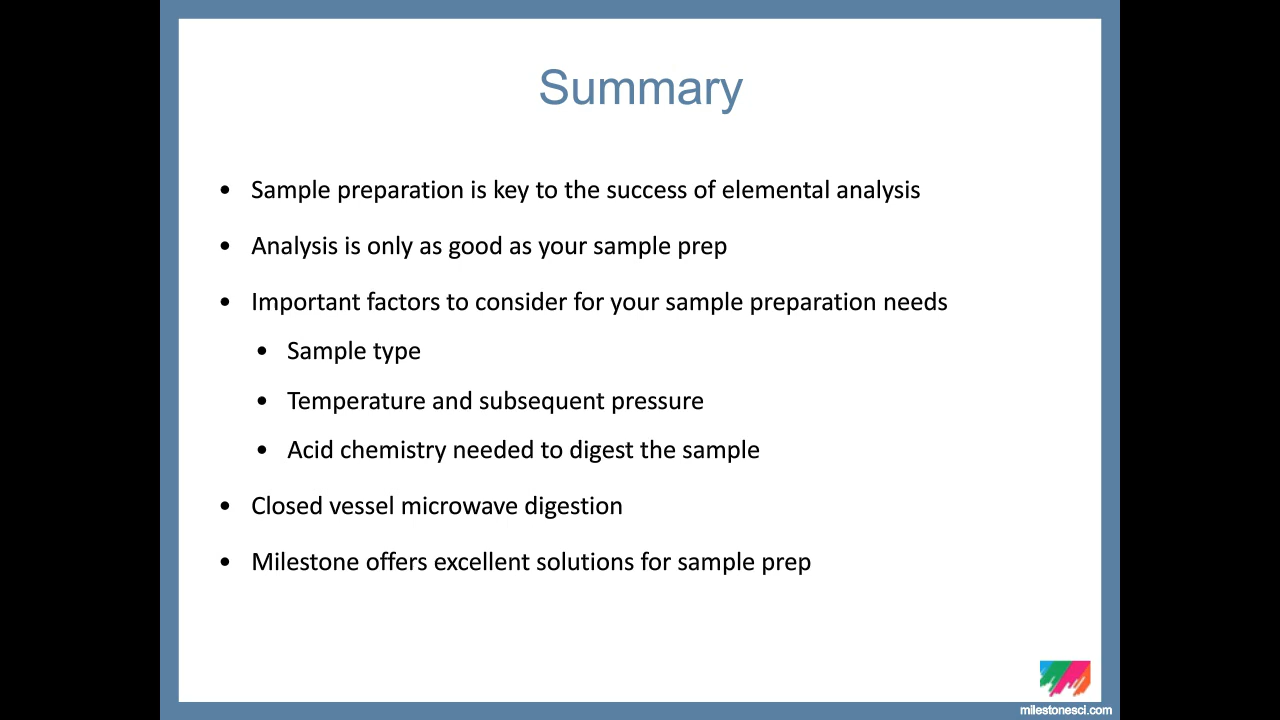 Summary
• Sample preparation is key to the success of elemental analysis
• Analysis is only as good as your sample prep
• Important factors to consider for your sample preparation needs
• Sample type
• Temperature and subsequent pressure
• Acid chemistry needed to digest the sample
• Closed vessel microwave digestion
• Milestone offers excellent solutions for sample prep
milestonesci.com